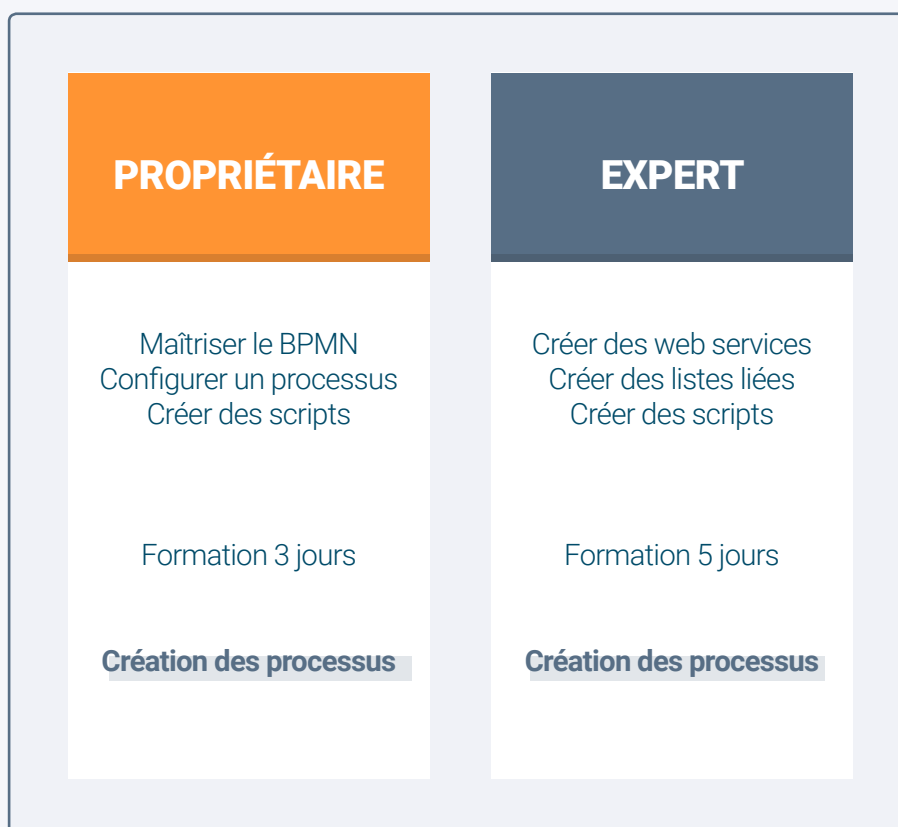 PROPRIÉTAIRE
Maîtriser le BPMN
Configurer un processus
Créer des scripts
Formation 3 jours
Création des processus
EXPERT
Créer des web services
Créer des listes liées
Créer des scripts
Formation 5 jours
Création des processus